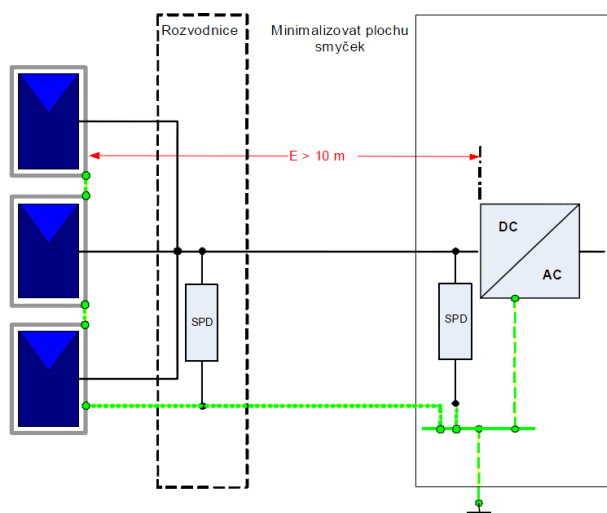 Rozvodnice
Minimalizovat plochu
smyček
E > 10 m
DC
AC
SPD
SPD